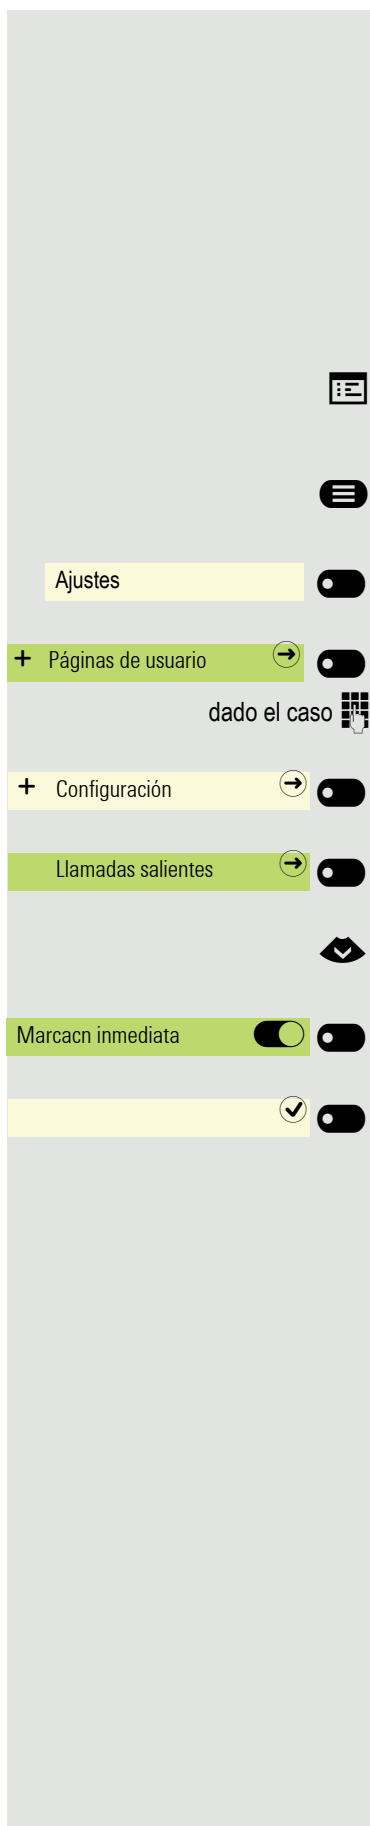 Ajustes
+ Páginas de usuario
dado el caso
+ Configuración
Llamadas salientes
Marcacn inmediata